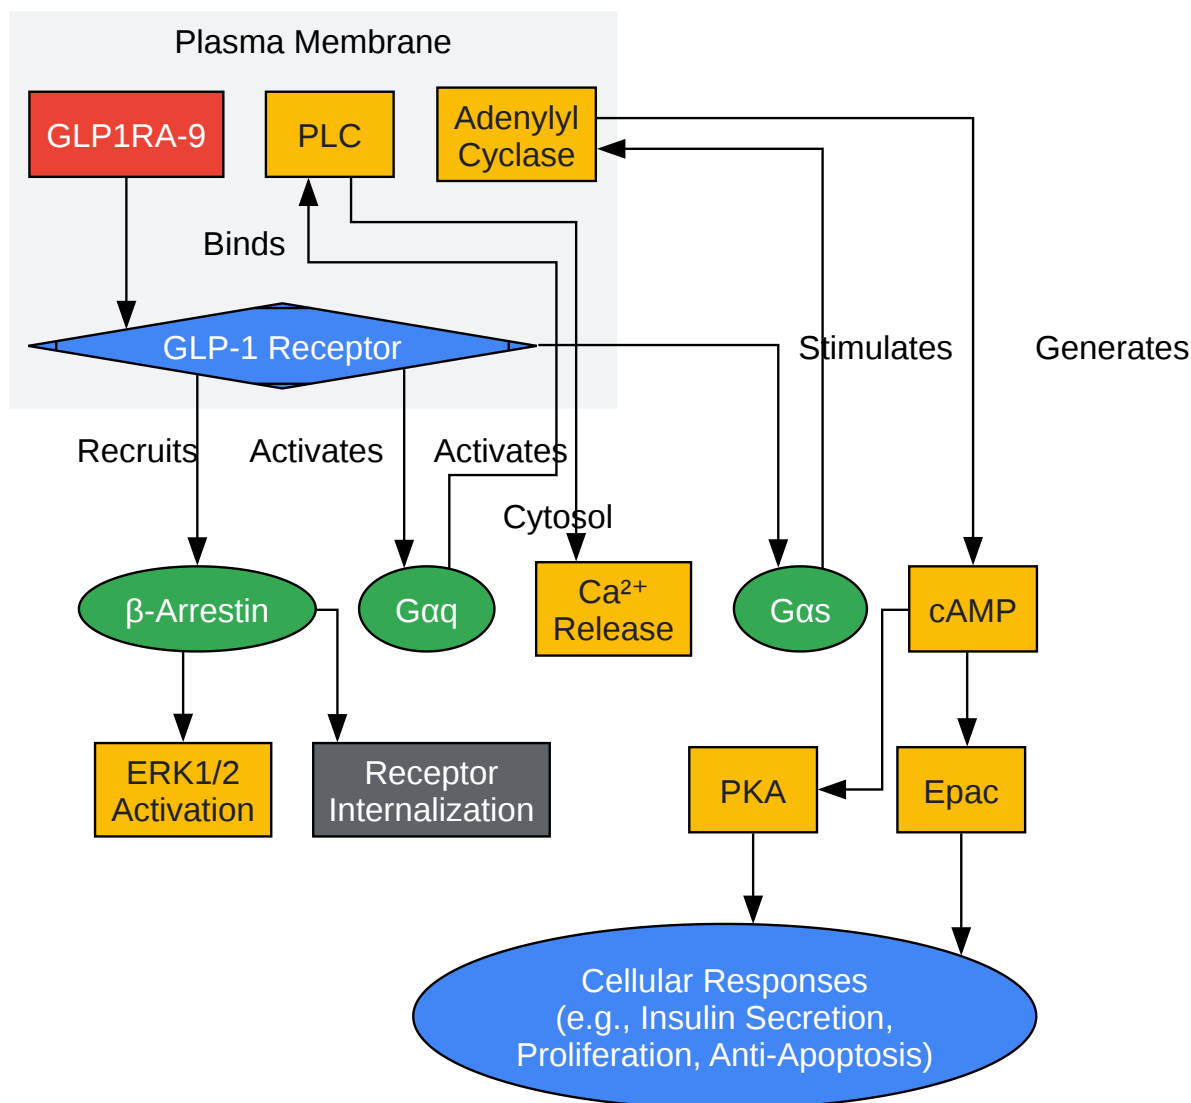 Plasma Membrane
GLP1RA-9
PLC
Adenylyl
Cyclase
Binds
GLP-1 Receptor
Stimulates
Generates
Recruits
Activates
Activates
Cytosol
β-Arrestin
Gαq
Ca²⁺
Release
Gαs
cAMP
ERK1/2
Activation
Receptor
Internalization
PKA
Epac
Cellular Responses
(e.g., Insulin Secretion,
Proliferation, Anti-Apoptosis)